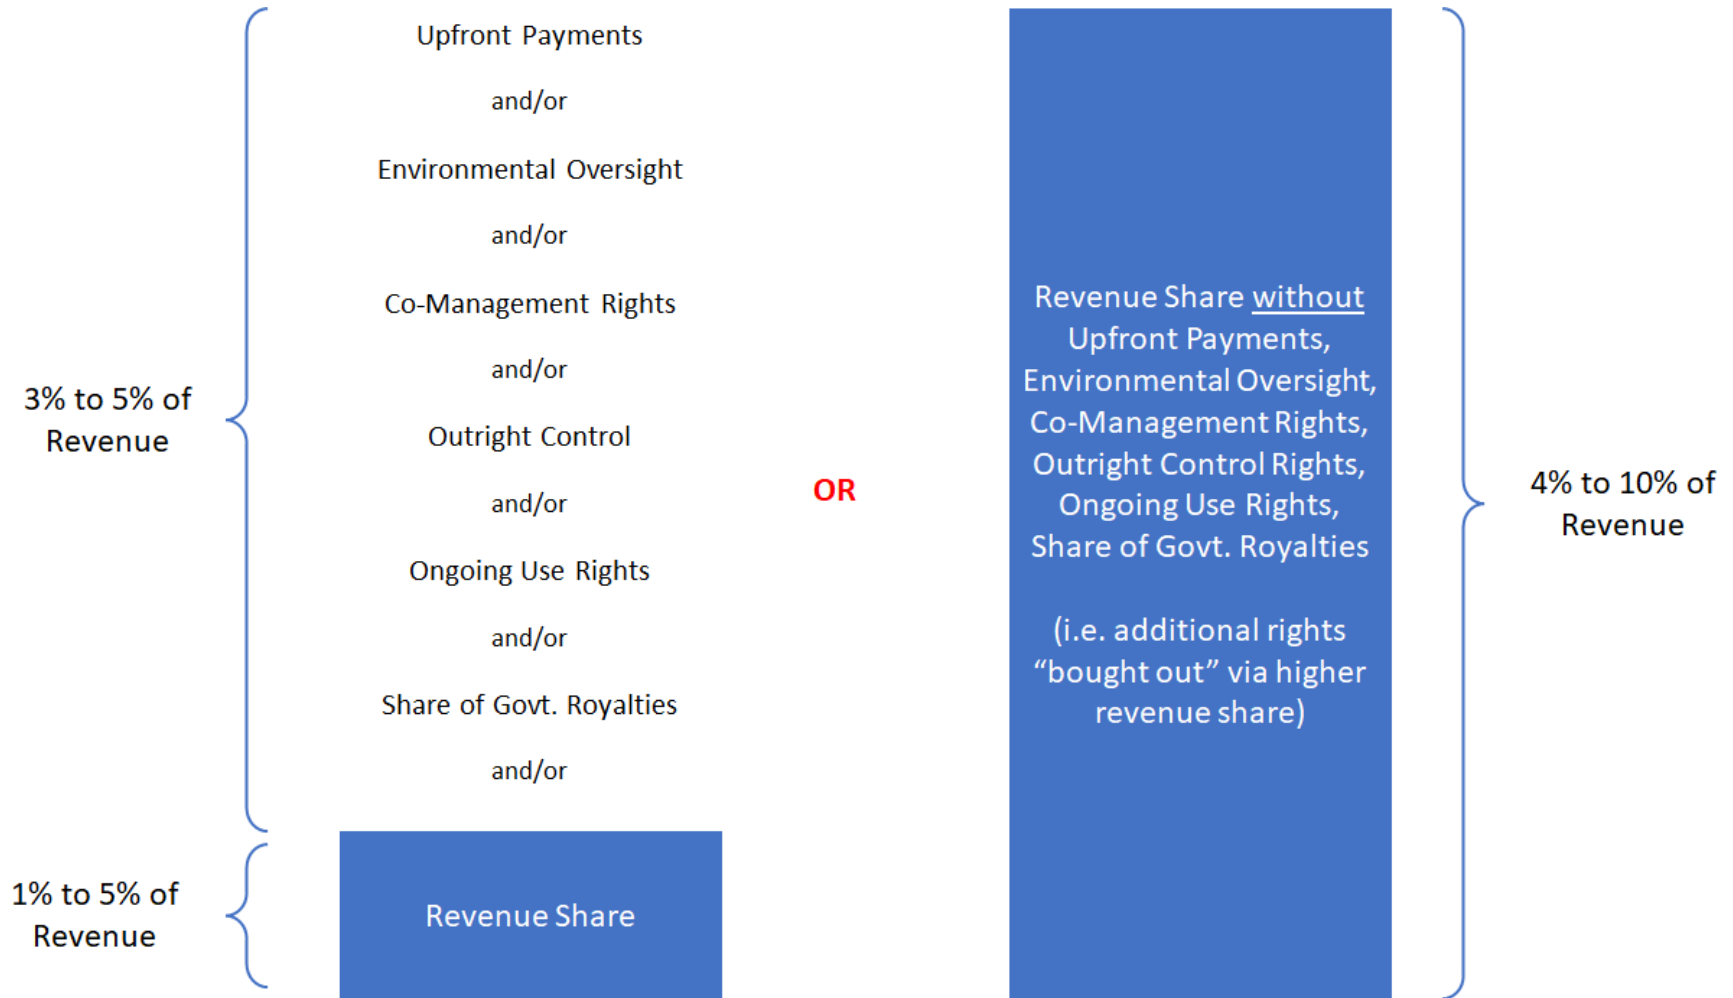 3% to 5% of
Revenue
1% to 5% of
Revenue
Upfront Payments
and/or
Environmental Oversight
and/or
Co-Management Rights
and/or
Outright Control
and/or
Ongoing Use Rights
and/or
Share of Govt. Royalties
and/or
Revenue Share
OR
Revenue Share without
Upfront Payments,
Environmental Oversight,
Co-Management Rights,
Outright Control Rights,
Ongoing Use Rights,
Share of Govt. Royalties
(i.e. additional rights
“bought out” via higher
revenue share)
4% to 10% of
Revenue